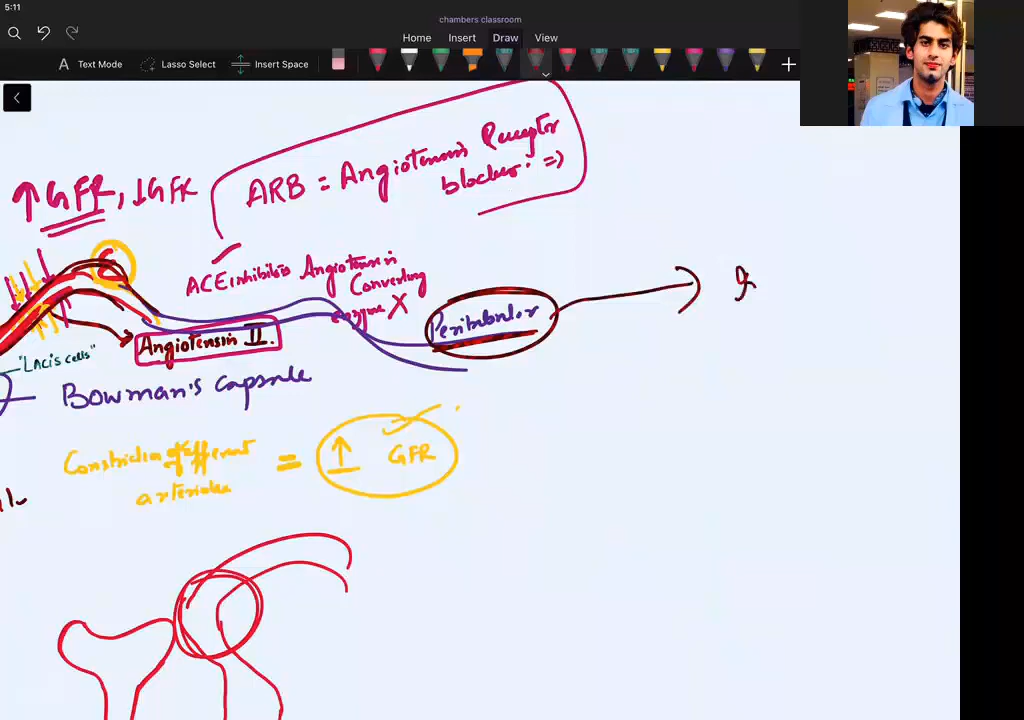 5:11
chambers classroom
Home Insert Draw View
Text Mode Lasso Select Insert Space
↑GFR, ↓GFR
ARB = Angiotensin Receptor
blocker. =>
ACE inhibitors Angiotensin
Converting
enzyme X
Peritubular
Angiotensin II.
"Lacis cells"
Bowman's capsule
Constriction of efferent
arterioles
= ↑ GFR